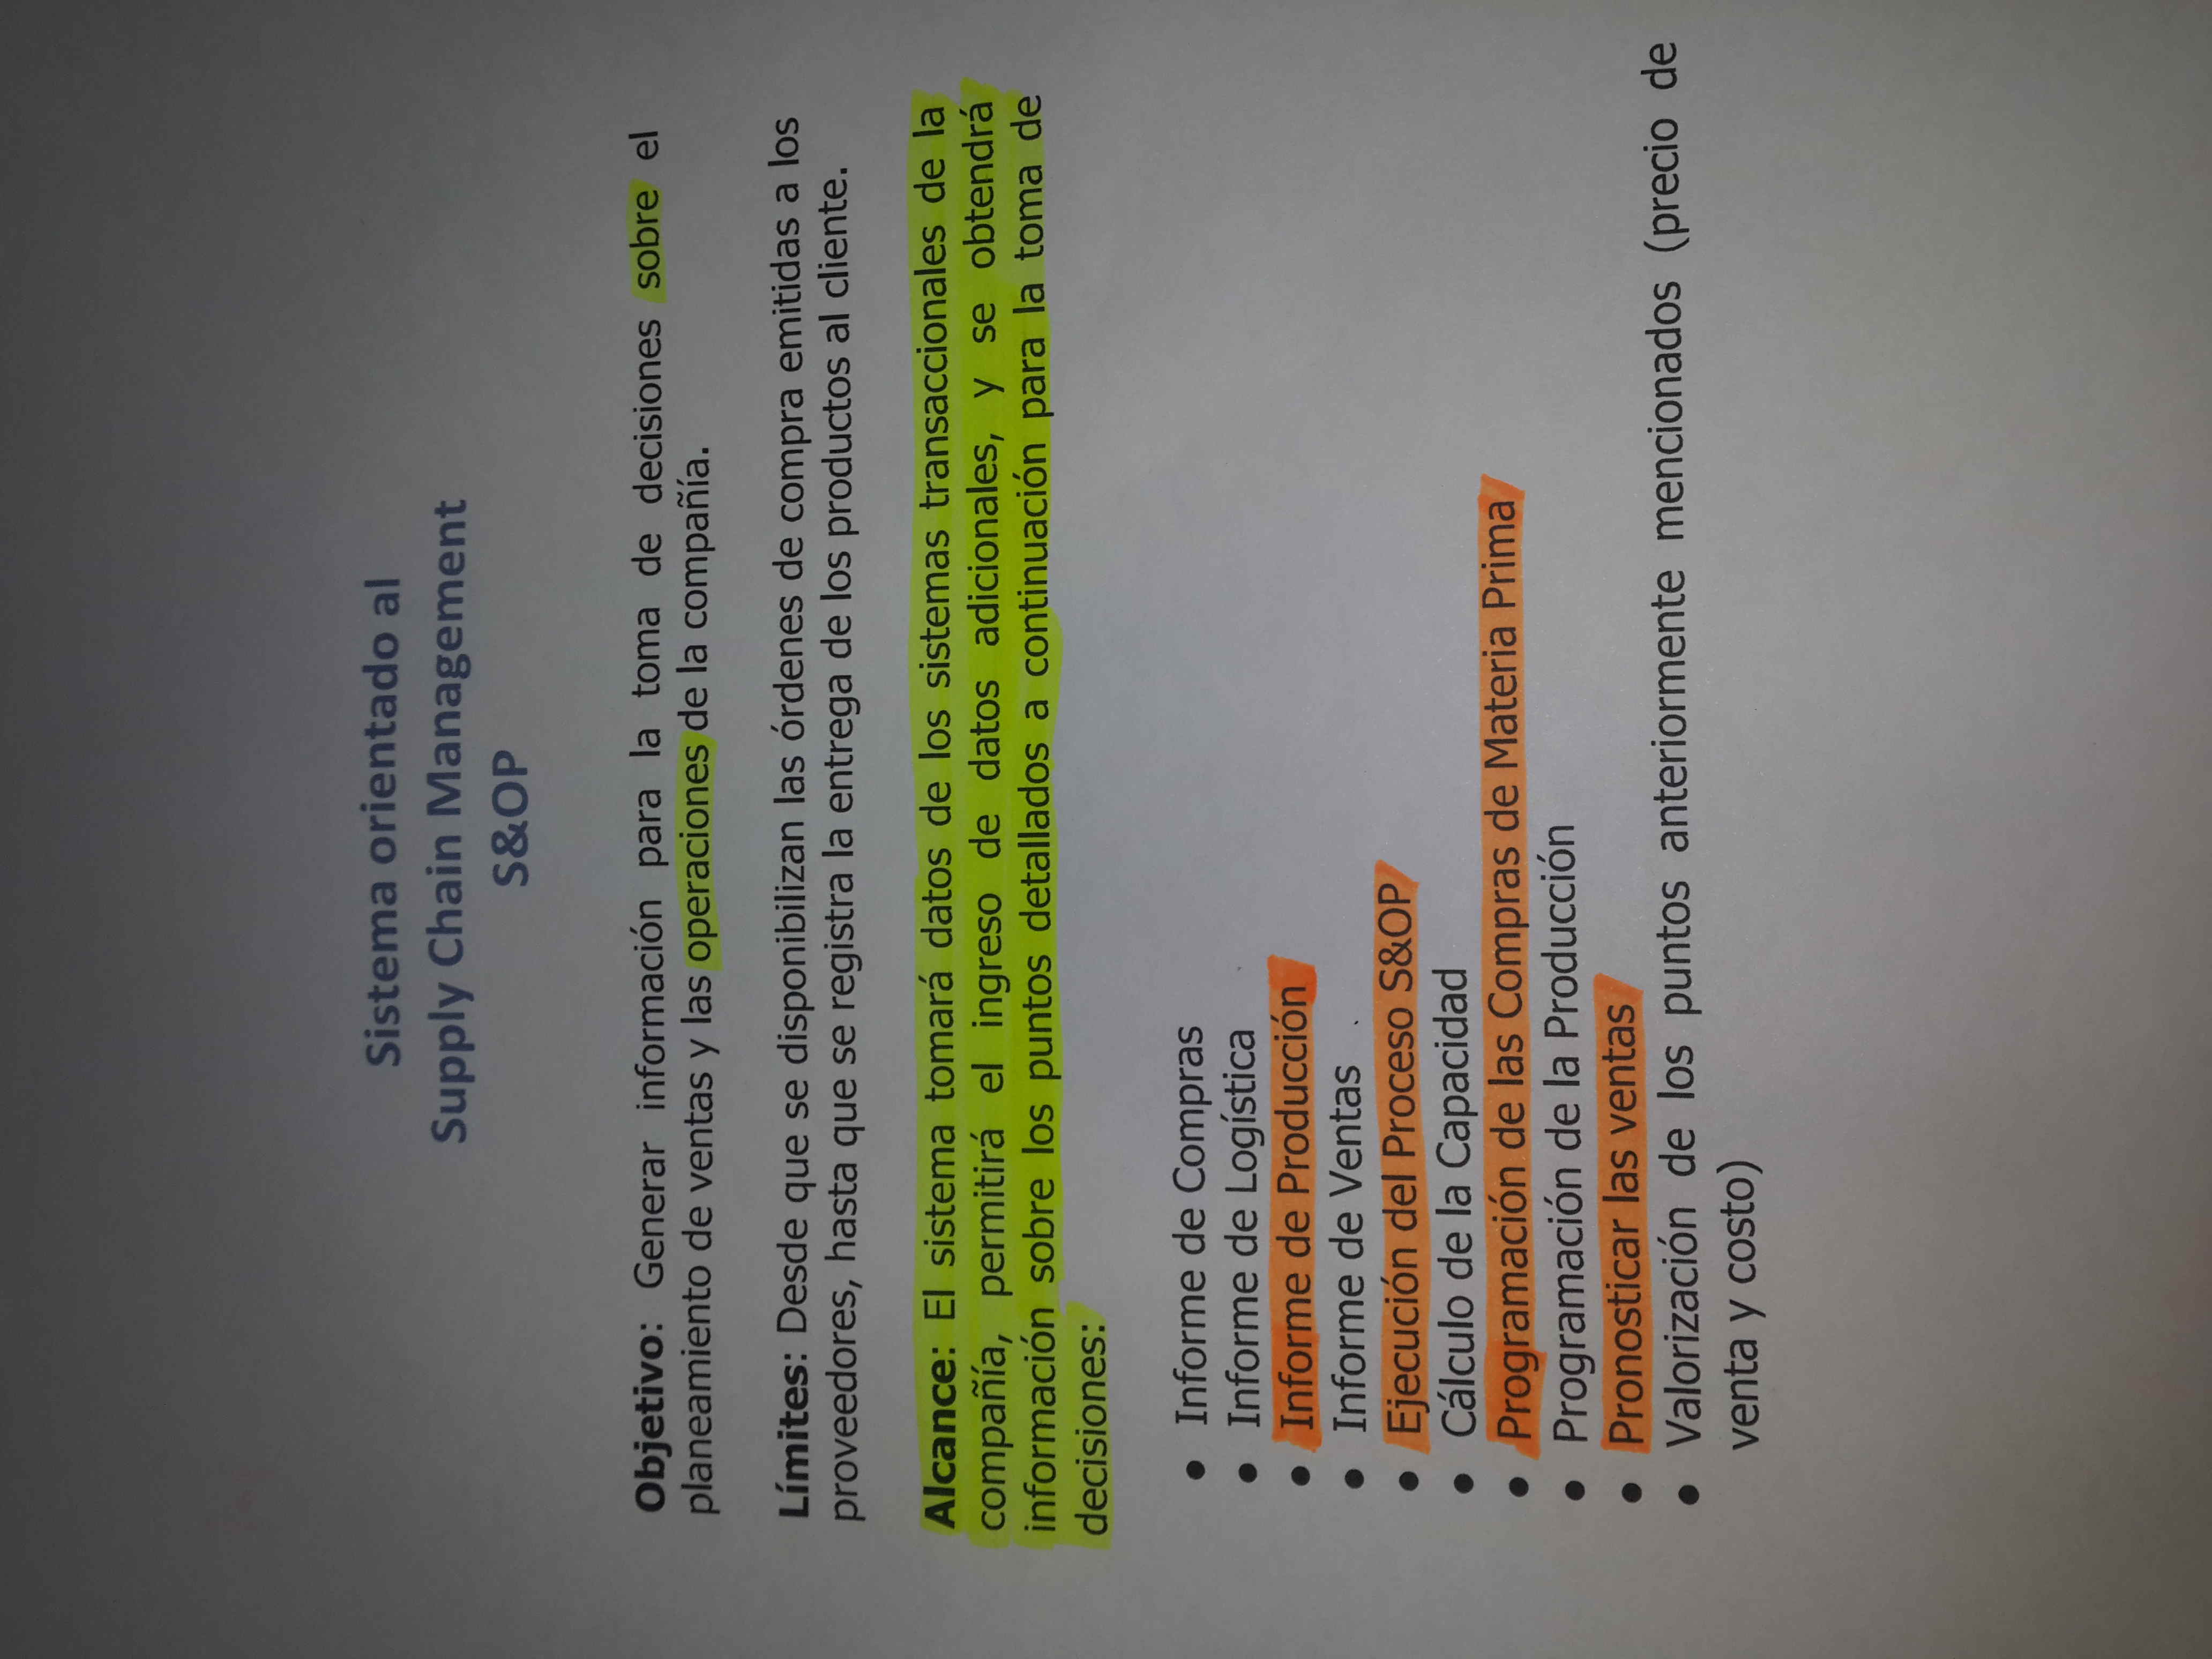 Sistema orientado al
Supply Chain Management
S&OP
Objetivo: Generar información para la toma de decisiones sobre el
planeamiento de ventas y las operaciones de la compañía.
Límites: Desde que se disponibilizan las órdenes de compra emitidas a los
proveedores, hasta que se registra la entrega de los productos al cliente.
Alcance: El sistema tomará datos de los sistemas transaccionales de la
compañía, permitirá el ingreso de datos adicionales, y se obtendrá
información sobre los puntos detallados a continuación para la toma de
decisiones:
• Informe de Compras
• Informe de Logística
• Informe de Producción
• Informe de Ventas
• Ejecución del Proceso S&OP
• Cálculo de la Capacidad
• Programación de las Compras de Materia Prima
• Programación de la Producción
• Pronosticar las ventas
• Valorización de los puntos anteriormente mencionados (precio de
venta y costo)